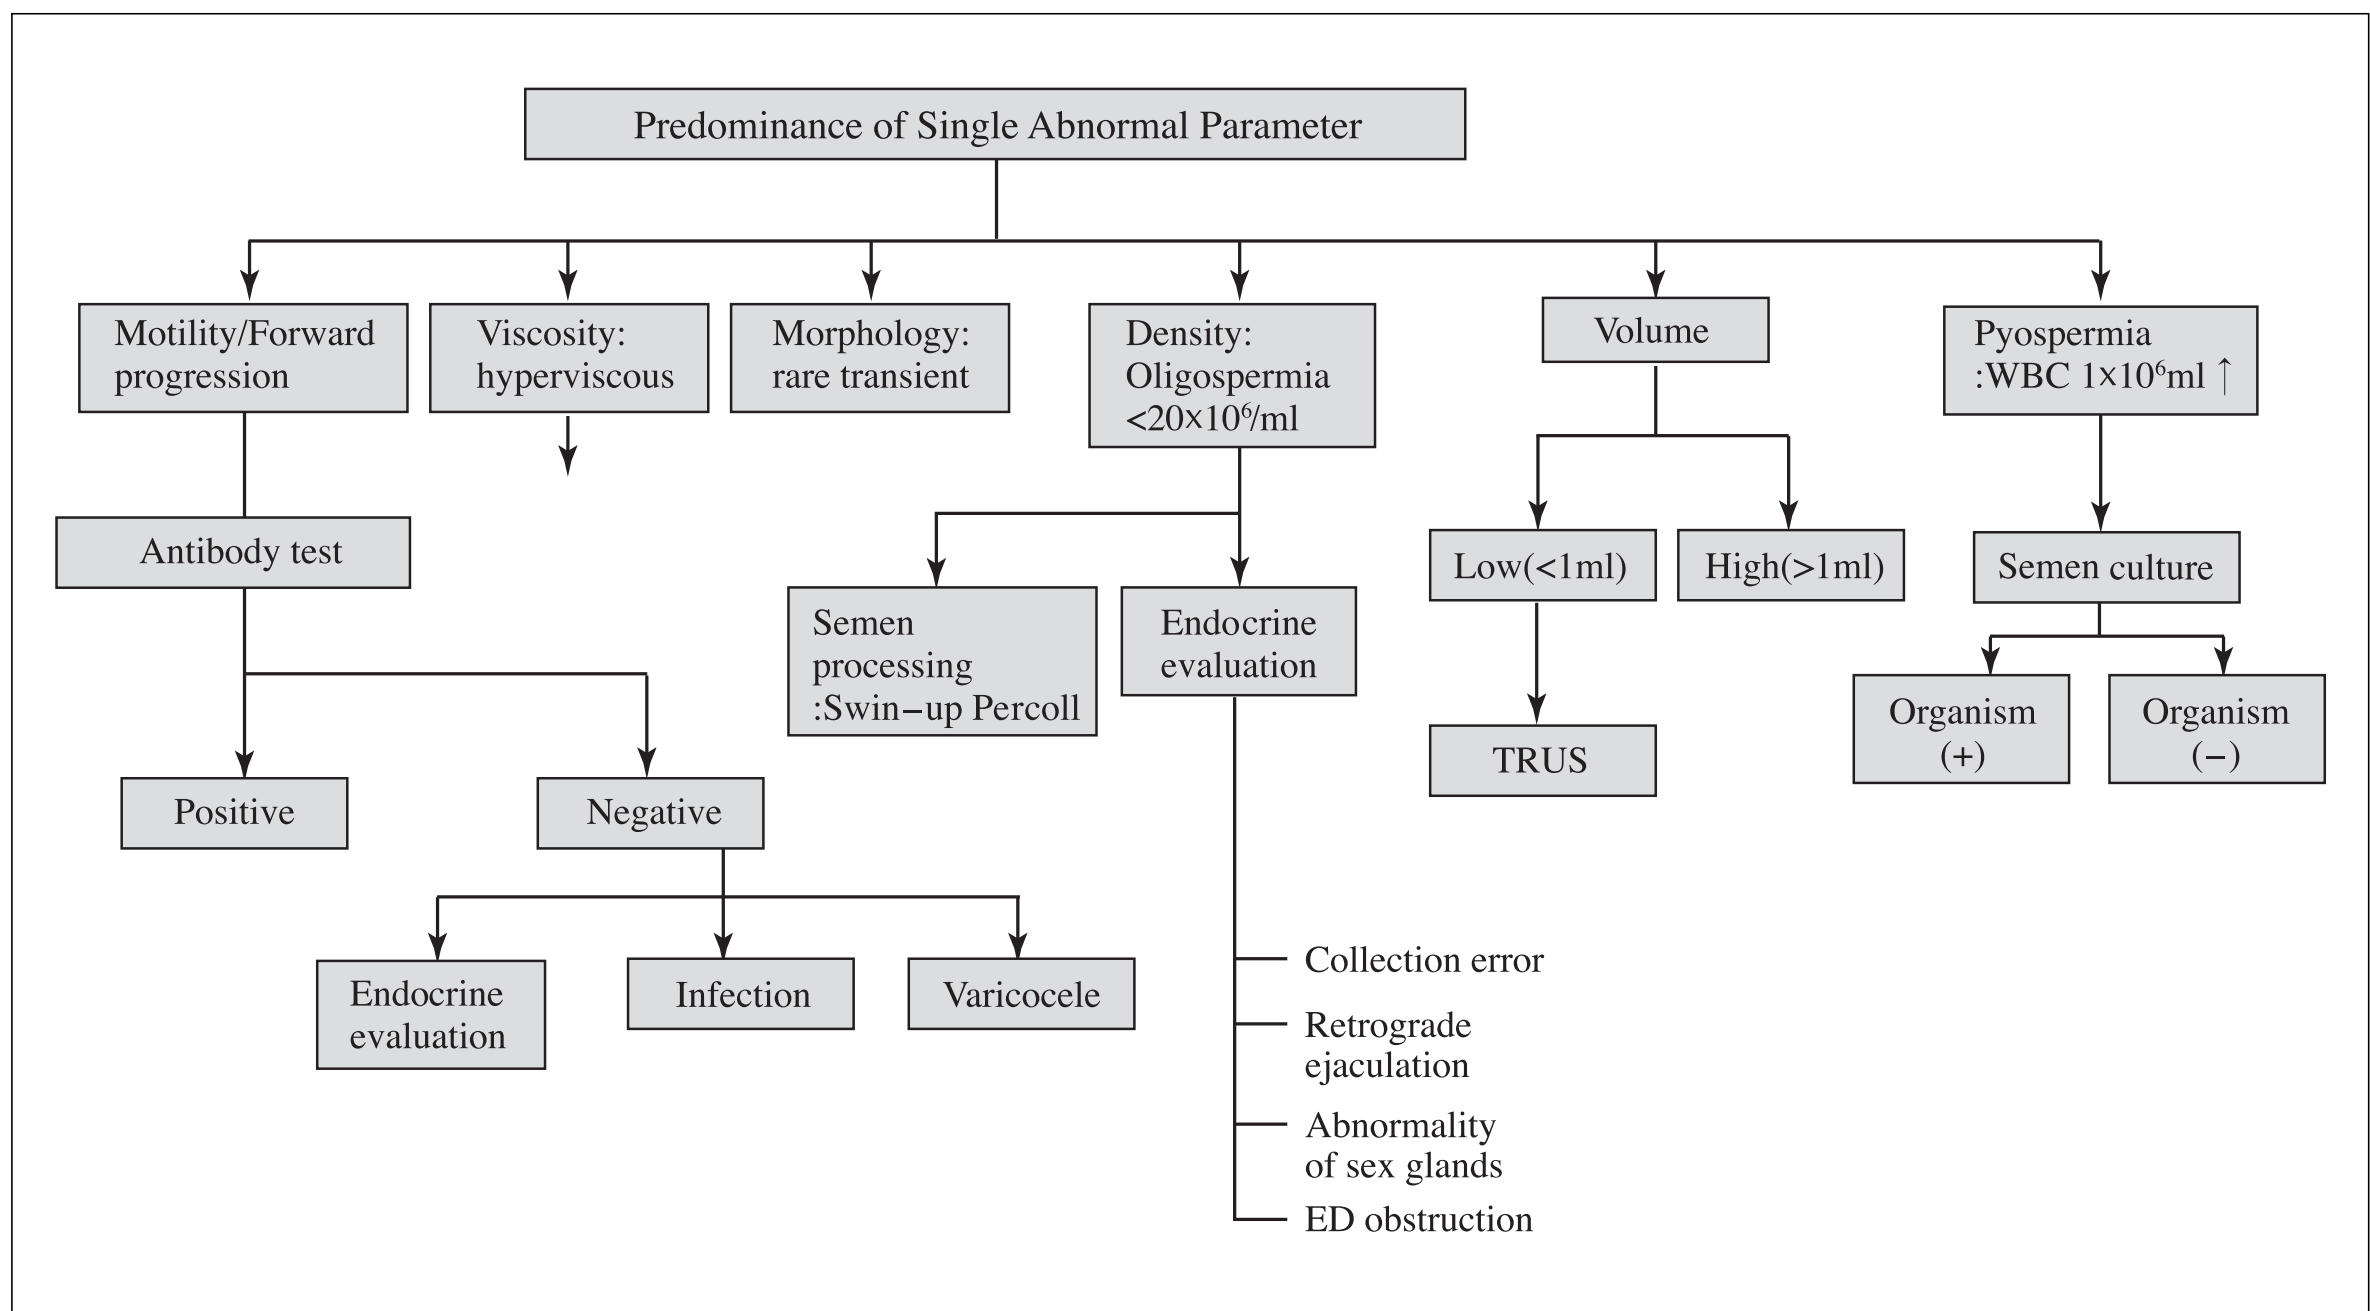 Predominance of Single Abnormal Parameter
Motility/Forward
progression
Viscosity:
hyperviscous
Morphology:
rare transient
Density:
Oligospermia
<20×10⁶/ml
Volume
Pyospermia
:WBC 1×10⁶ml ↑
Antibody test
Semen
processing
:Swin−up Percoll
Endocrine
evaluation
Low(<1ml)
High(>1ml)
Semen culture
TRUS
Organism
(+)
Organism
(−)
Positive
Negative
Endocrine
evaluation
Infection
Varicocele
Collection error
Retrograde
ejaculation
Abnormality
of sex glands
ED obstruction